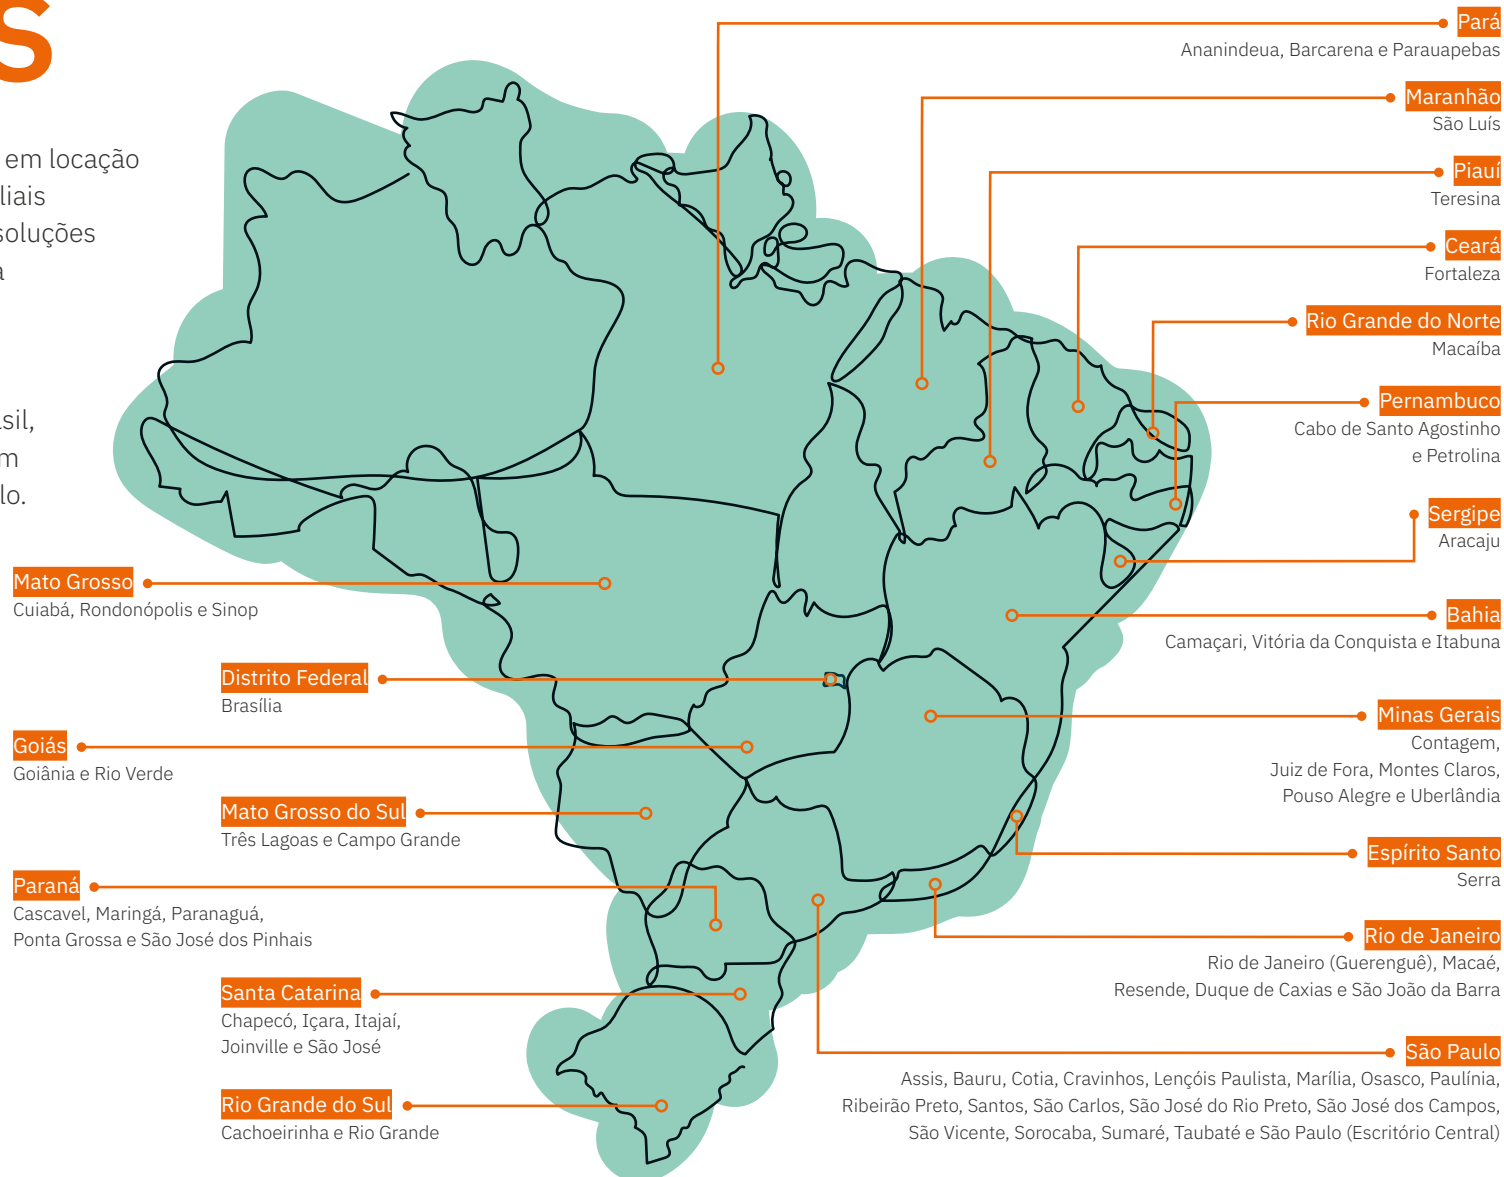 S
em locação
liais
soluções
a
sil,
m
lo.
Pará
Ananindeua, Barcarena e Parauapebas
Maranhão
São Luís
Piauí
Teresina
Ceará
Fortaleza
Rio Grande do Norte
Macaíba
Pernambuco
Cabo de Santo Agostinho
e Petrolina
Sergipe
Aracaju
Bahia
Camaçari, Vitória da Conquista e Itabuna
Minas Gerais
Contagem,
Juiz de Fora, Montes Claros,
Pouso Alegre e Uberlândia
Espírito Santo
Serra
Rio de Janeiro
Rio de Janeiro (Guerenguê), Macaé,
Resende, Duque de Caxias e São João da Barra
São Paulo
Assis, Bauru, Cotia, Cravinhos, Lençóis Paulista, Marília, Osasco, Paulínia,
Ribeirão Preto, Santos, São Carlos, São José do Rio Preto, São José dos Campos,
São Vicente, Sorocaba, Sumaré, Taubaté e São Paulo (Escritório Central)
Mato Grosso
Cuiabá, Rondonópolis e Sinop
Distrito Federal
Brasília
Goiás
Goiânia e Rio Verde
Mato Grosso do Sul
Três Lagoas e Campo Grande
Paraná
Cascavel, Maringá, Paranaguá,
Ponta Grossa e São José dos Pinhais
Santa Catarina
Chapecó, Içara, Itajaí,
Joinville e São José
Rio Grande do Sul
Cachoeirinha e Rio Grande